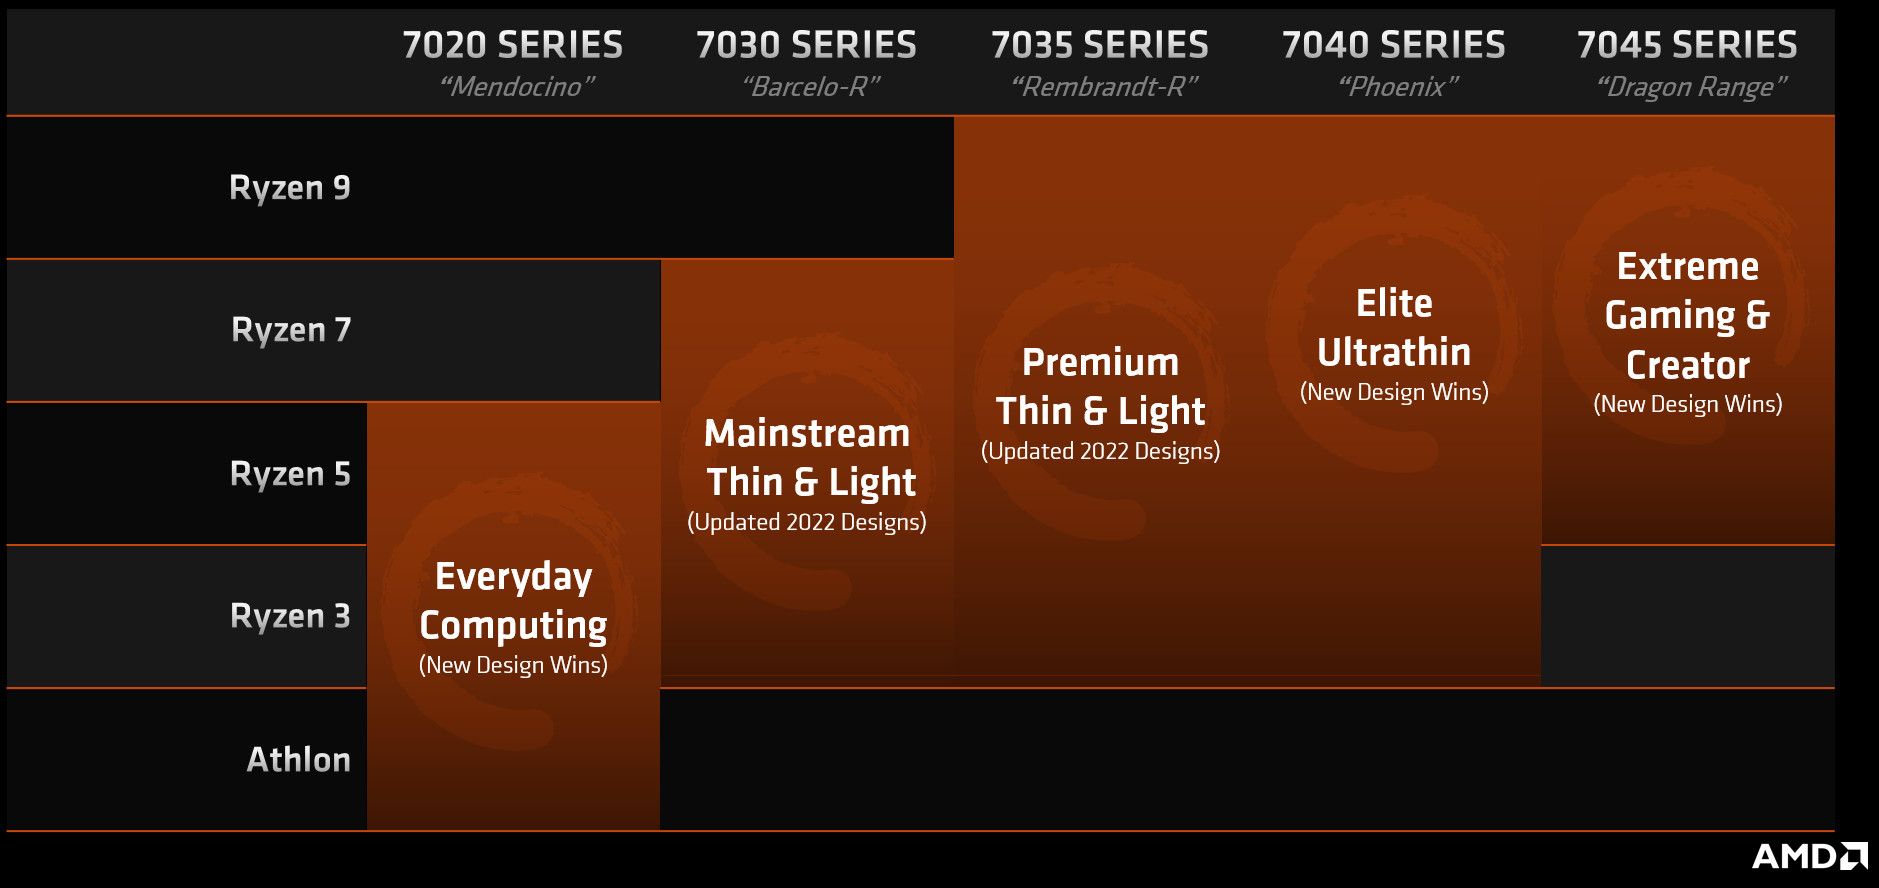 7020 SERIES
“Mendocino”
7030 SERIES
“Barcelo-R”
7035 SERIES
“Rembrandt-R”
7040 SERIES
“Phoenix”
7045 SERIES
“Dragon Range”
Ryzen 9
Ryzen 7
Ryzen 5
Ryzen 3
Athlon
Everyday
Computing
(New Design Wins)
Mainstream
Thin & Light
(Updated 2022 Designs)
Premium
Thin & Light
(Updated 2022 Designs)
Elite
Ultrathin
(New Design Wins)
Extreme
Gaming &
Creator
(New Design Wins)
AMD